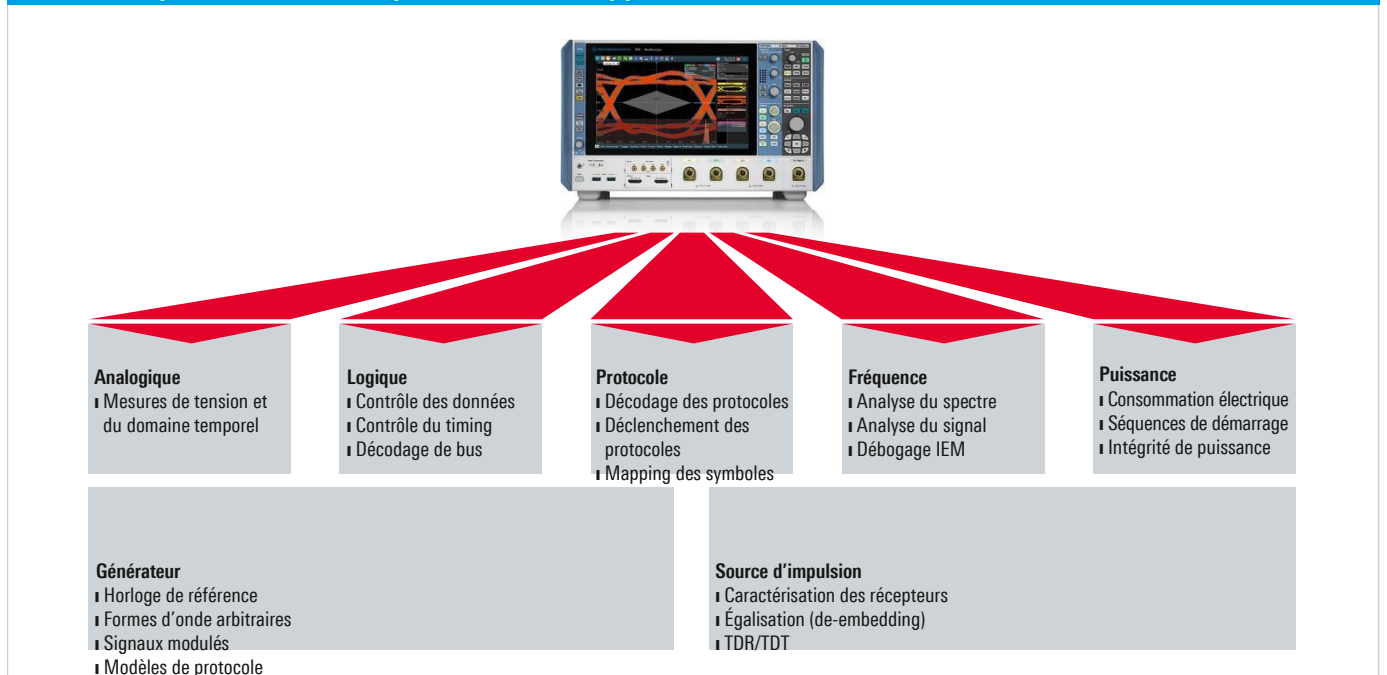 Analogique
Mesures de tension et
du domaine temporel
Logique
Contrôle des données
Contrôle du timing
Décodage de bus
Protocole
Décodage des protocoles
Déclenchement des
protocoles
Mapping des symboles
Fréquence
Analyse du spectre
Analyse du signal
Débogage IEM
Puissance
Consommation électrique
Séquences de démarrage
Intégrité de puissance
Générateur
Horloge de référence
Formes d'onde arbitraires
Signaux modulés
Modèles de protocole
Source d'impulsion
Caractérisation des récepteurs
Égalisation (de-embedding)
TDR/TDT